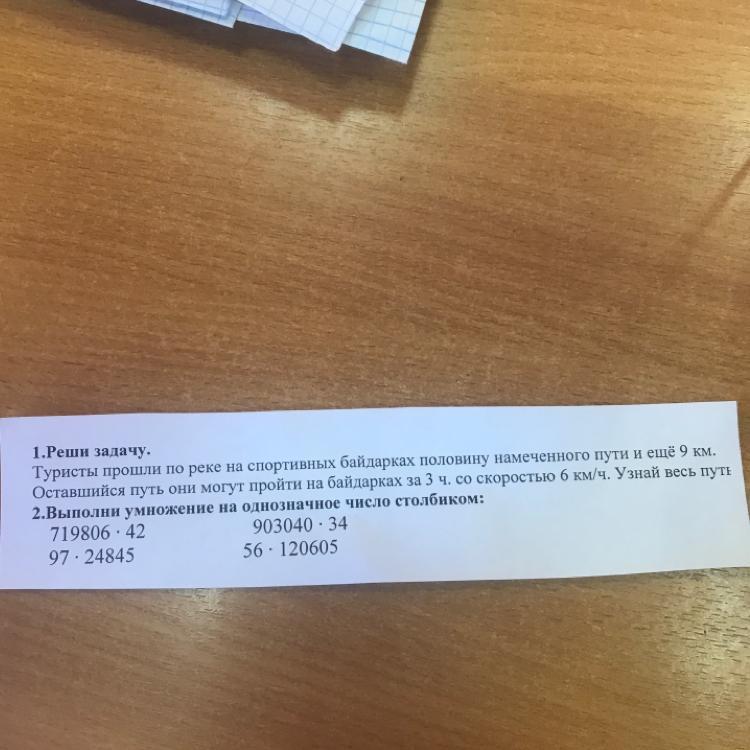 1.Реши задачу.
Туристы прошли по реке на спортивных байдарках половину намеченного пути и ещё 9 км.
Оставшийся путь они могут пройти на байдарках за 3 ч. со скоростью 6 км/ч. Узнай весь путь
2.Выполни умножение на однозначное число столбиком:
719806 · 42 903040 · 34
97 · 24845 56 · 120605